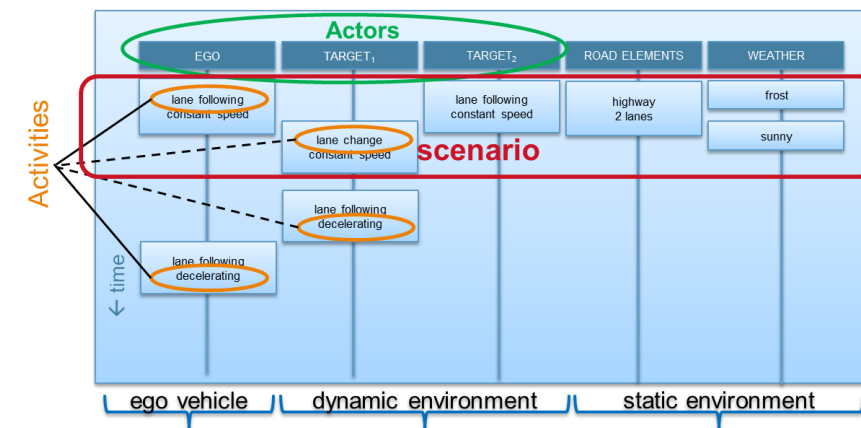 Actors
EGO
TARGET₁
TARGET₂
ROAD ELEMENTS
WEATHER
lane following
constant speed
lane change
constant speed
lane following
decelerating
lane following
decelerating
lane following
constant speed
highway
2 lanes
frost
sunny
scenario
Activities
← time
ego vehicle
dynamic environment
static environment